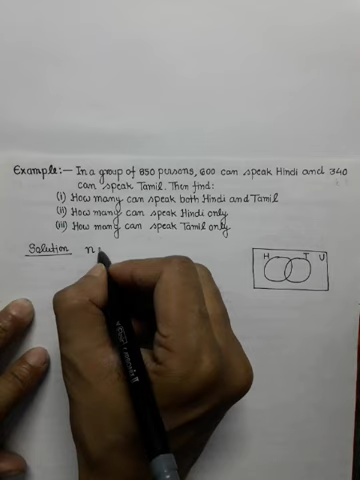 Example:— In a group of 850 persons, 600 can speak Hindi and 340
can speak Tamil. Then find:
(i) How many can speak both Hindi and Tamil
(ii) How many can speak Hindi only
(iii) How many can speak Tamil only
Solution n
H T U